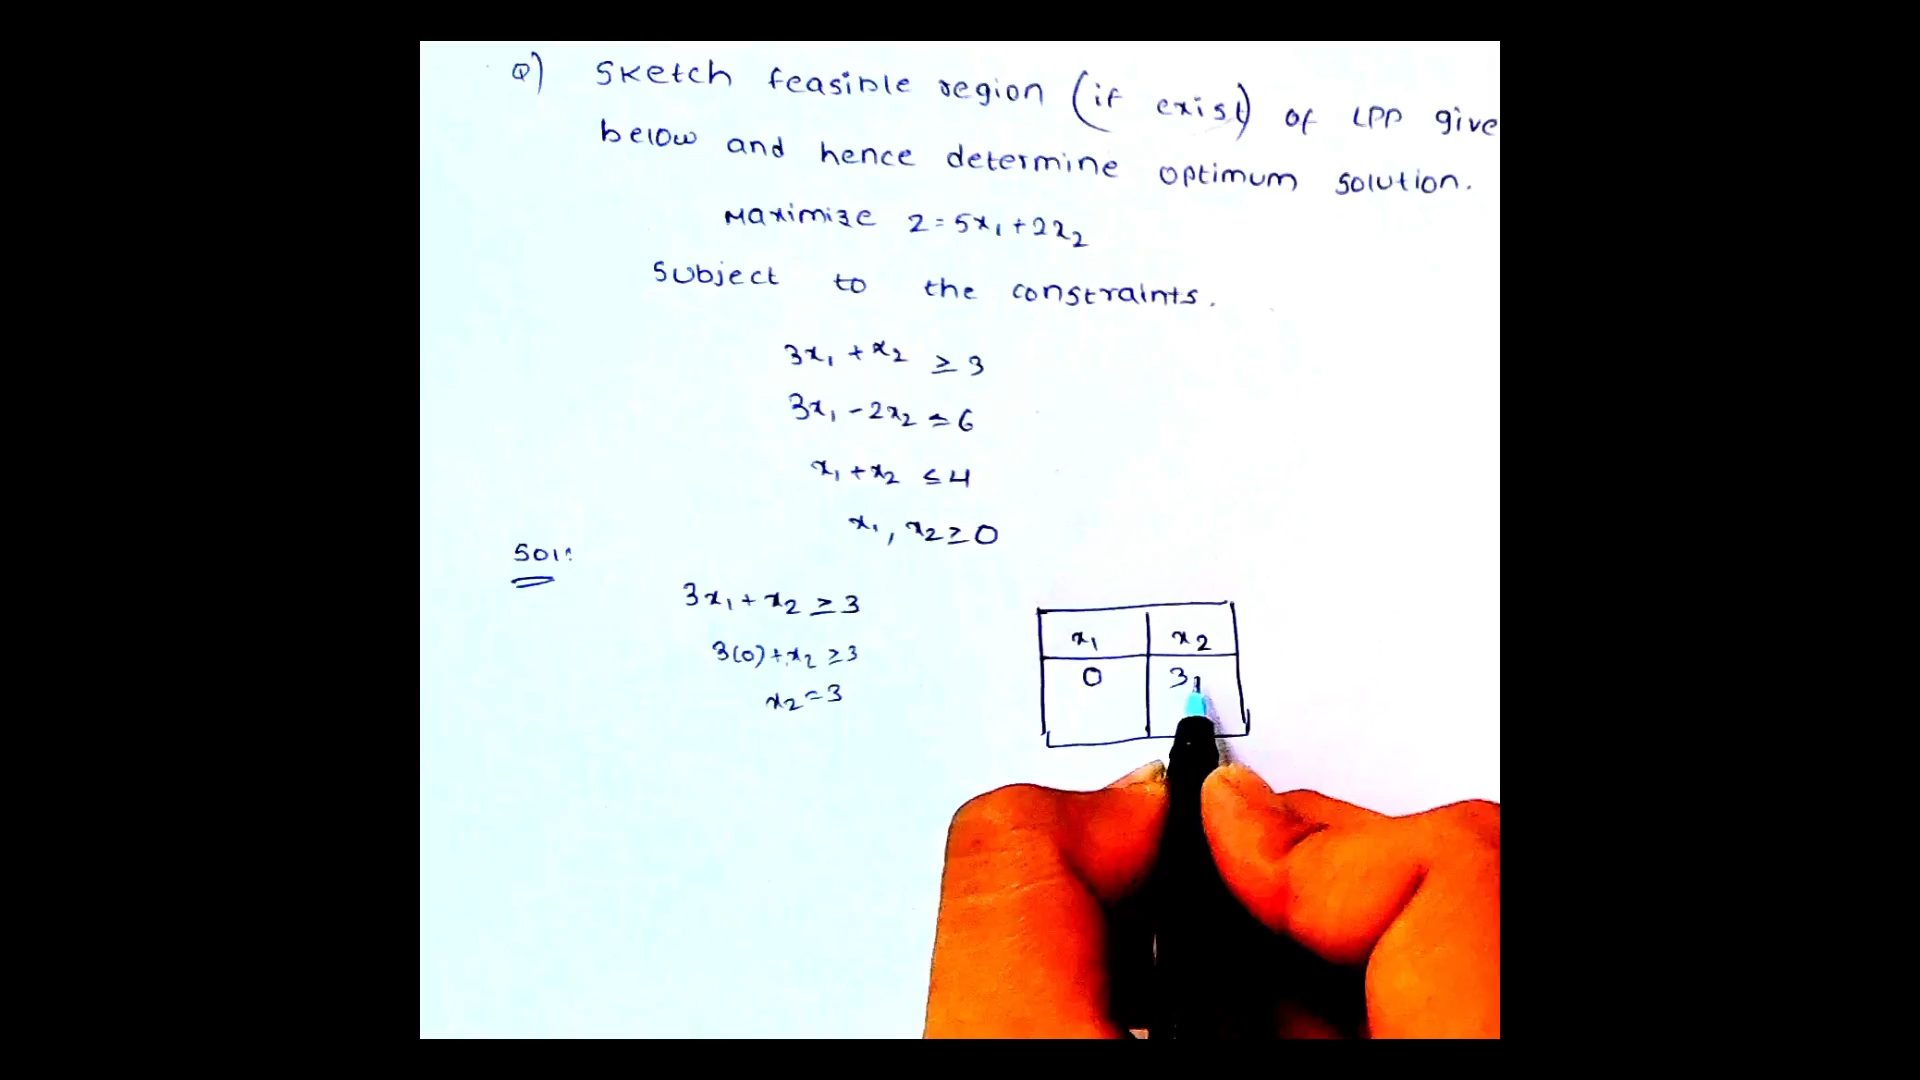 Q) Sketch feasible region (if exist) of LPP give
below and hence determine optimum solution.
Maximize Z = 5x₁ + 2x₂
Subject to the constraints.
3x₁ + x₂ ≥ 3
3x₁ - 2x₂ ≤ 6
x₁ + x₂ ≤ 4
x₁, x₂ ≥ 0
Sol:
3x₁ + x₂ ≥ 3
3(0) + x₂ ≥ 3
x₂ = 3
x₁ x₂
0 3